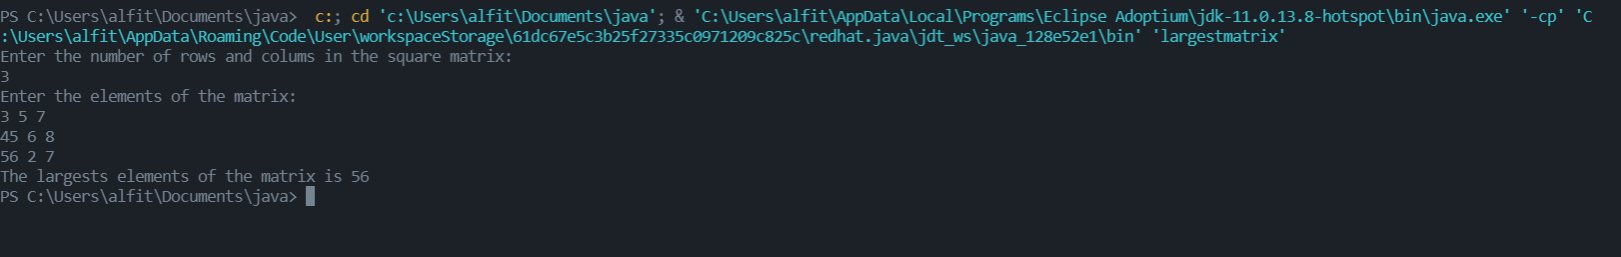 PS C:\Users\alfit\Documents\java>  c:; cd 'c:\Users\alfit\Documents\java'; & 'C:\Users\alfit\AppData\Local\Programs\Eclipse Adoptium\jdk-11.0.13.8-hotspot\bin\java.exe' '-cp' 'C
:\Users\alfit\AppData\Roaming\Code\User\workspaceStorage\61dc67e5c3b25f27335c0971209c825c\redhat.java\jdt_ws\java_128e52e1\bin' 'largestmatrix'
Enter the number of rows and colums in the square matrix:
3
Enter the elements of the matrix:
3 5 7
45 6 8
56 2 7
The largests elements of the matrix is 56
PS C:\Users\alfit\Documents\java>